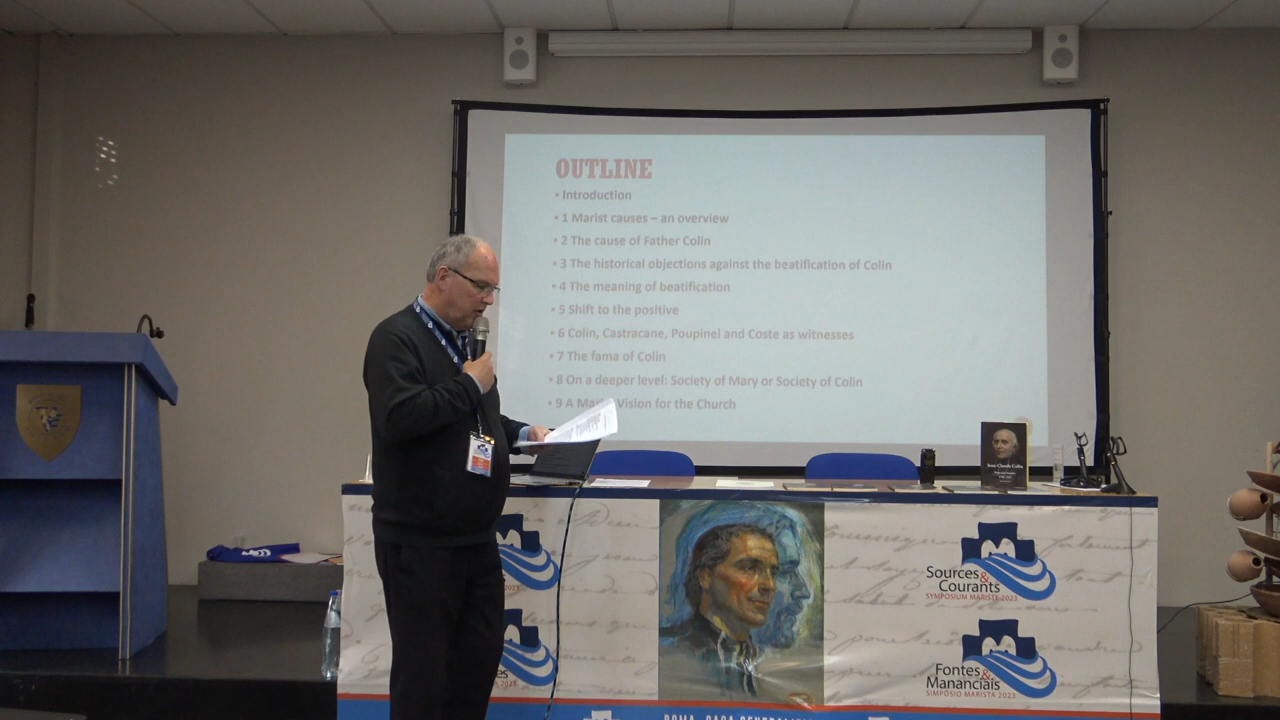 OUTLINE
• Introduction
• 1 Marist causes – an overview
• 2 The cause of Father Colin
• 3 The historical objections against the beatification of Colin
• 4 The meaning of beatification
• 5 Shift to the positive
• 6 Colin, Castracane, Poupinel and Coste as witnesses
• 7 The fama of Colin
• 8 On a deeper level: Society of Mary or Society of Colin
• 9 A Vision for the Church
Jean-Claude Colin
Sources &
Courants
SYMPOSIUM MARISTE 2023
Fontes &
Mananciais
SIMPÓSIO MARISTA 2023
ROMA